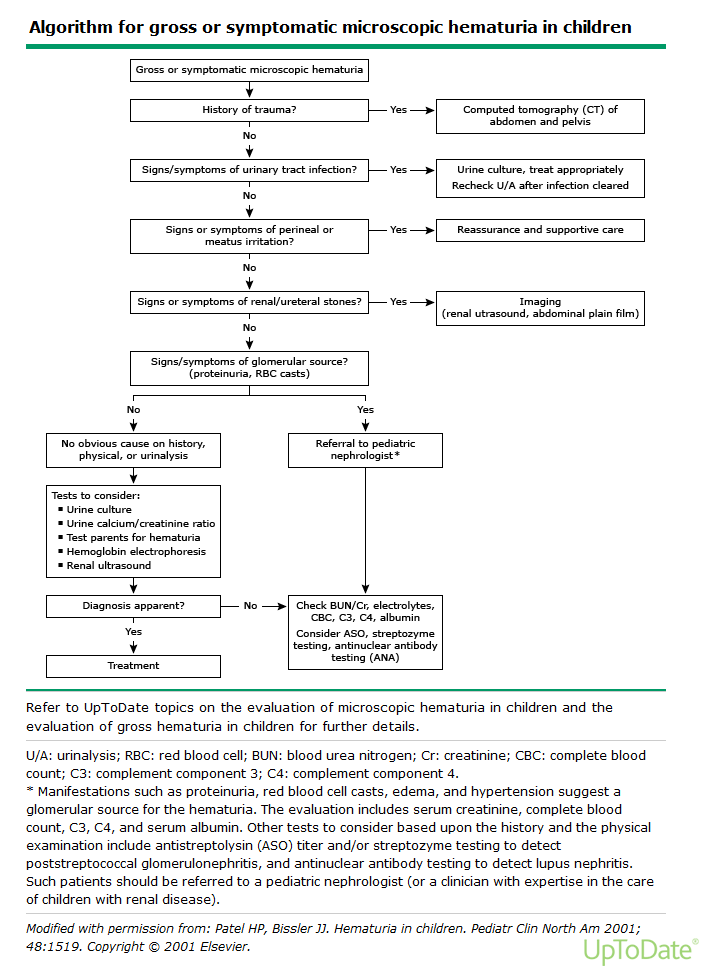 Algorithm for gross or symptomatic microscopic hematuria in children
Gross or symptomatic microscopic hematuria
History of trauma?
Yes
Computed tomography (CT) of
abdomen and pelvis
No
Signs/symptoms of urinary tract infection?
Yes
Urine culture, treat appropriately
Recheck U/A after infection cleared
No
Signs or symptoms of perineal or
meatus irritation?
Yes
Reassurance and supportive care
No
Signs or symptoms of renal/ureteral stones?
Yes
Imaging
(renal utrasound, abdominal plain film)
No
Signs/symptoms of glomerular source?
(proteinuria, RBC casts)
No
Yes
No obvious cause on history,
physical, or urinalysis
Referral to pediatric
nephrologist*
Tests to consider:
▪ Urine culture
▪ Urine calcium/creatinine ratio
▪ Test parents for hematuria
▪ Hemoglobin electrophoresis
▪ Renal ultrasound
Diagnosis apparent?
No
Check BUN/Cr, electrolytes,
CBC, C3, C4, albumin
Consider ASO, streptozyme
testing, antinuclear antibody
testing (ANA)
Yes
Treatment
Refer to UpToDate topics on the evaluation of microscopic hematuria in children and the
evaluation of gross hematuria in children for further details.
U/A: urinalysis; RBC: red blood cell; BUN: blood urea nitrogen; Cr: creatinine; CBC: complete blood
count; C3: complement component 3; C4: complement component 4.
* Manifestations such as proteinuria, red blood cell casts, edema, and hypertension suggest a
glomerular source for the hematuria. The evaluation includes serum creatinine, complete blood
count, C3, C4, and serum albumin. Other tests to consider based upon the history and the physical
examination include antistreptolysin (ASO) titer and/or streptozyme testing to detect
poststreptococcal glomerulonephritis, and antinuclear antibody testing to detect lupus nephritis.
Such patients should be referred to a pediatric nephrologist (or a clinician with expertise in the care
of children with renal disease).
Modified with permission from: Patel HP, Bissler JJ. Hematuria in children. Pediatr Clin North Am 2001;
48:1519. Copyright © 2001 Elsevier.
UpToDate®